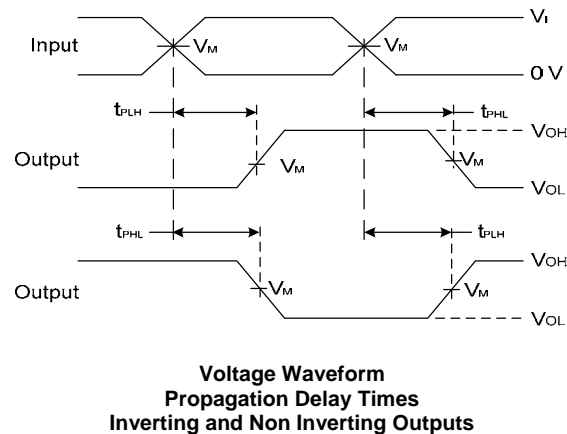 VI
Input VM VM
0 V
tPLH tPHL
VOH
Output VM VM
VOL
tPHL tPLH
VOH
Output VM VM
VOL
Voltage Waveform
Propagation Delay Times
Inverting and Non Inverting Outputs